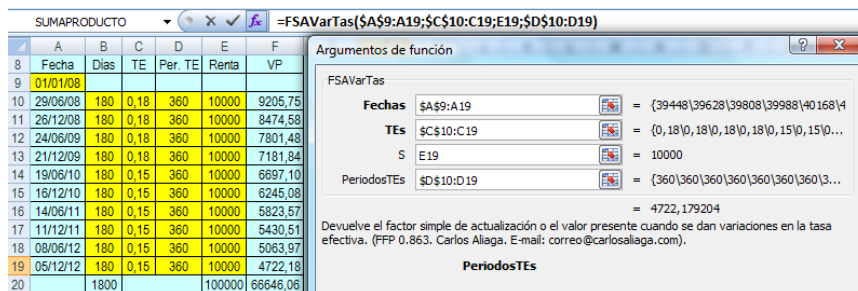 SUMAPRODUCTO =FSAVarTas($A$9:A19;$C$10:C19;E19;$D$10:D19)
A B C D E F
8 Fecha Días TE Per. TE Renta VP
9 01/01/08
10 29/06/08 180 0,18 360 10000 9205,75
11 26/12/08 180 0,18 360 10000 8474,58
12 24/06/09 180 0,18 360 10000 7801,48
13 21/12/09 180 0,18 360 10000 7181,84
14 19/06/10 180 0,15 360 10000 6697,10
15 16/12/10 180 0,15 360 10000 6245,08
16 14/06/11 180 0,15 360 10000 5823,57
17 11/12/11 180 0,15 360 10000 5430,51
18 08/06/12 180 0,15 360 10000 5063,97
19 05/12/12 180 0,15 360 10000 4722,18
20 1800 100000 66646,06
Argumentos de función
FSAVarTas
Fechas $A$9:A19 = {39448\39628\39808\39988\40168\4
TEs $C$10:C19 = {0,18\0,18\0,18\0,18\0,15\0,15\0...
S E19 = 10000
PeriodosTEs $D$10:D19 = {360\360\360\360\360\360\360\3...
= 4722,179204
Devuelve el factor simple de actualización o el valor presente cuando se dan variaciones en la tasa
efectiva. (FFP 0.863. Carlos Aliaga. E-mail: correo@carlosaliaga.com).
PeriodosTEs